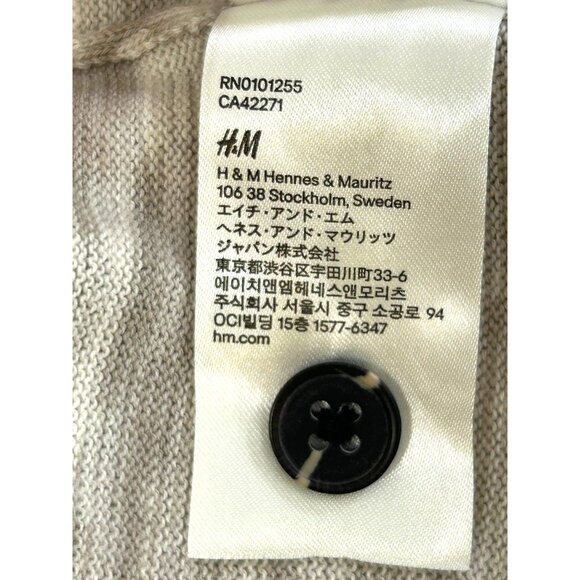 RN0101255
CA42271
H&M
H & M Hennes & Mauritz
106 38 Stockholm, Sweden
エイチ・アンド・エム
ヘネス・アンド・マウリッツ
ジャパン株式会社
東京都渋谷区宇田川町33-6
에이치앤엠헤네스앤모리츠
주식회사 서울시 중구 소공로 94
OCI빌딩 15층 1577-6347
hm.com